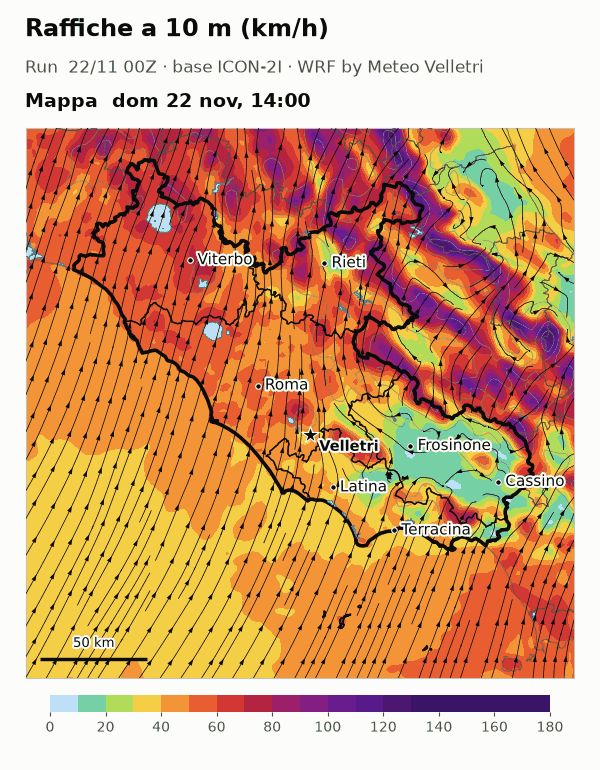 Raffiche a 10 m (km/h)
Run  22/11 00Z · base ICON-2I · WRF by Meteo Velletri
Mappa  dom 22 nov, 14:00
Viterbo
Rieti
Roma
Velletri
Frosinone
Cassino
Latina
Terracina
50 km
0 20 40 60 80 100 120 140 160 180